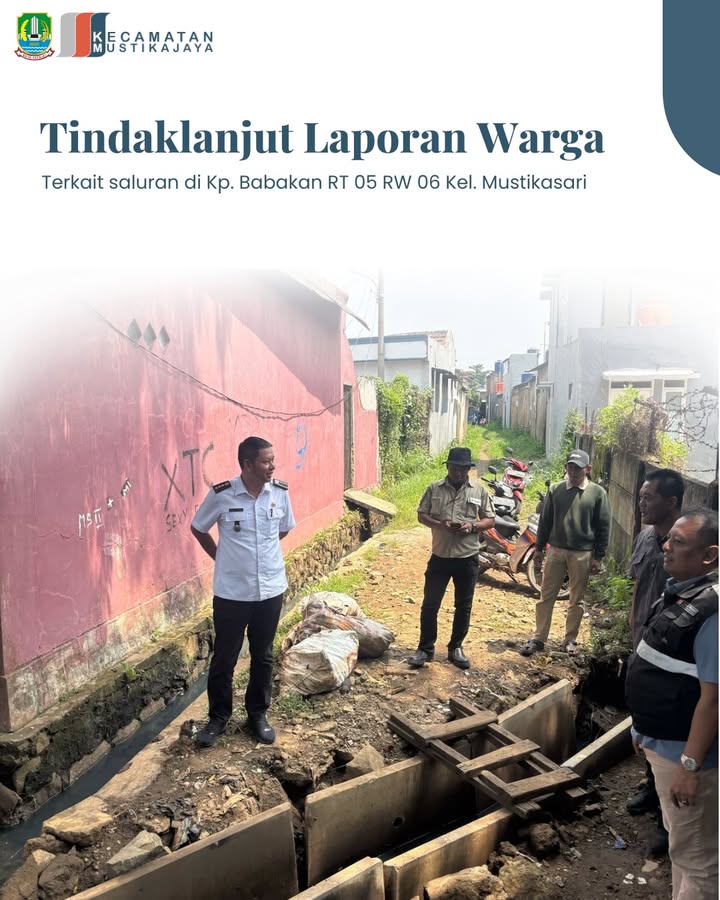 KECAMATAN
MUSTIKAJAYA
Tindaklanjut Laporan Warga
Terkait saluran di Kp. Babakan RT 05 RW 06 Kel. Mustikasari
XTC